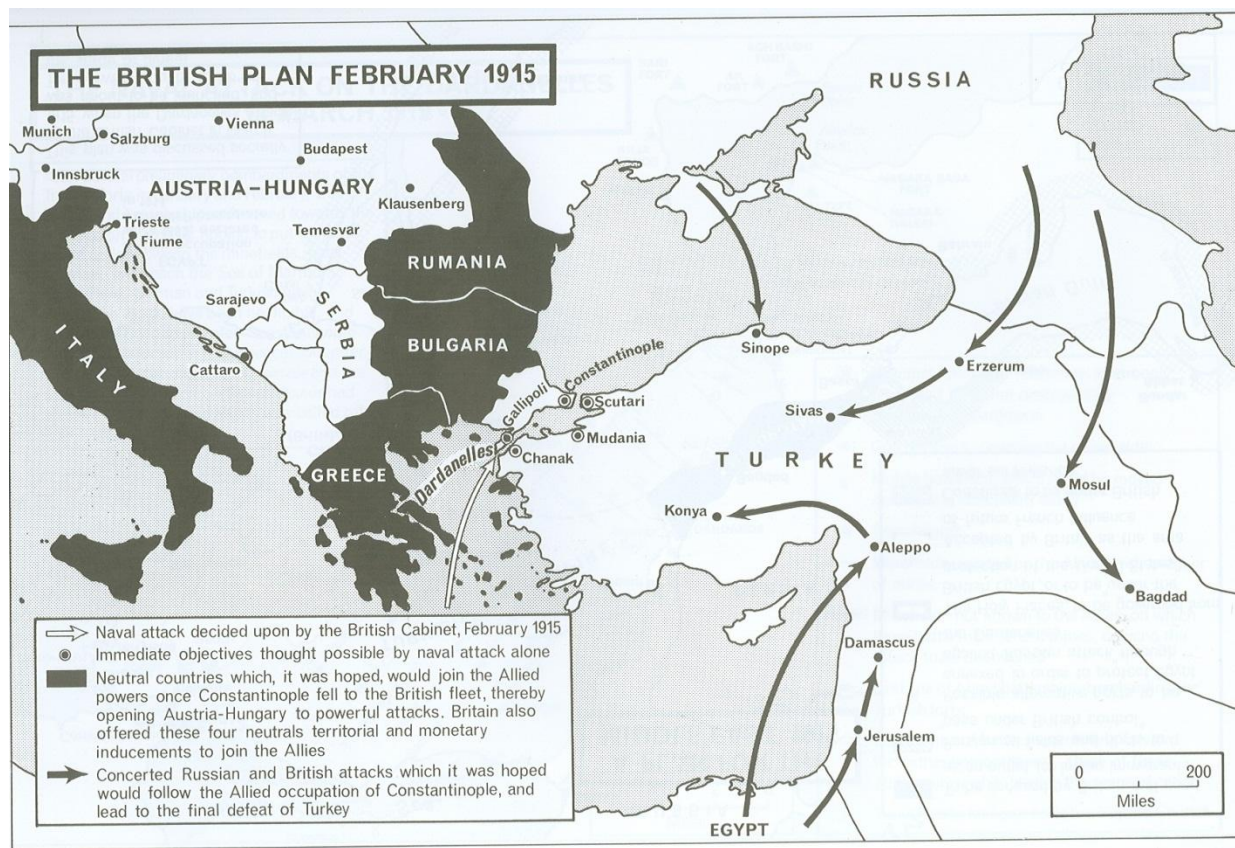 THE BRITISH PLAN FEBRUARY 1915
RUSSIA
Munich
Salzburg
Vienna
Innsbruck
Budapest
AUSTRIA-HUNGARY
Klausenberg
Trieste
Fiume
Temesvar
RUMANIA
Sarajevo
SERBIA
ITALY
BULGARIA
Cattaro
Constantinople
Gallipoli
Scutari
Mudania
Chanak
Dardanelles
GREECE
Sinope
Erzerum
Sivas
TURKEY
Mosul
Konya
Aleppo
Bagdad
Damascus
Jerusalem
EGYPT
Naval attack decided upon by the British Cabinet, February 1915
Immediate objectives thought possible by naval attack alone
Neutral countries which, it was hoped, would join the Allied
powers once Constantinople fell to the British fleet, thereby
opening Austria-Hungary to powerful attacks. Britain also
offered these four neutrals territorial and monetary
inducements to join the Allies
Concerted Russian and British attacks which it was hoped
would follow the Allied occupation of Constantinople, and
lead to the final defeat of Turkey
0 200
Miles